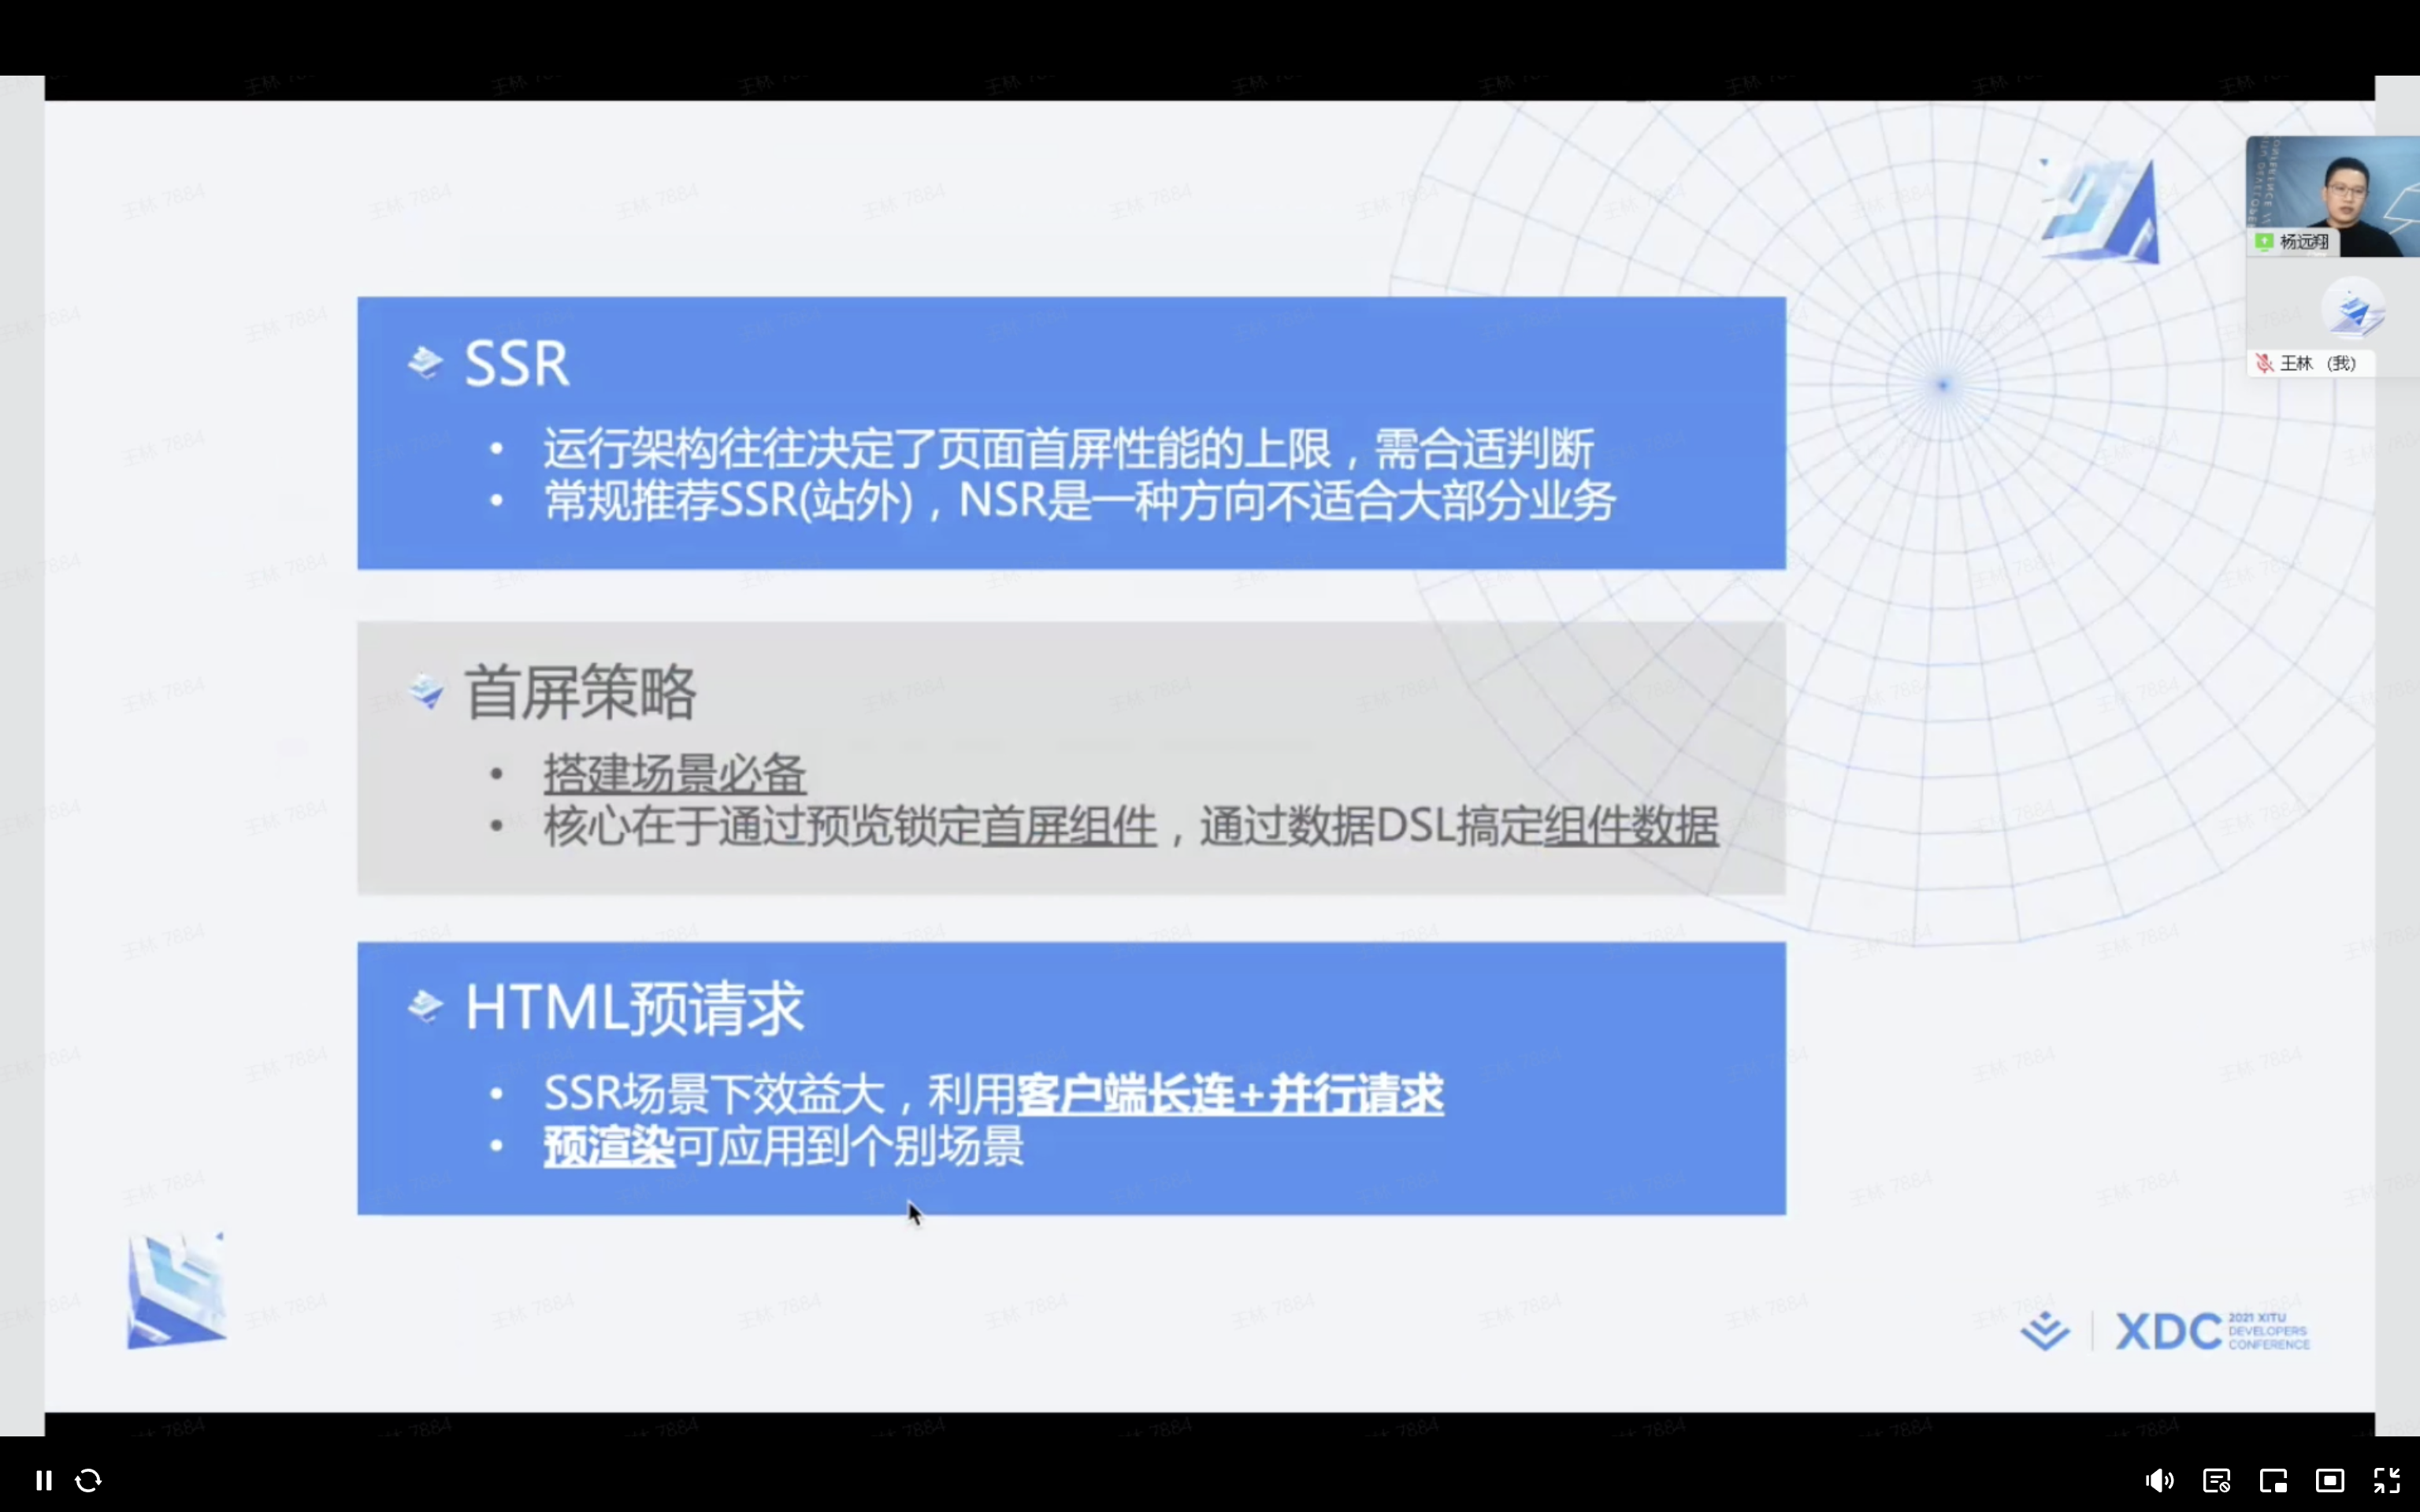 SSR
• 运行架构往往决定了页面首屏性能的上限，需合适判断
• 常规推荐SSR(站外)，NSR是一种方向不适合大部分业务
杨远翔
王林 （我）
首屏策略
• 搭建场景必备
• 核心在于通过预览锁定首屏组件，通过数据DSL搞定组件数据
HTML预请求
• SSR场景下效益大，利用客户端长连+并行请求
• 预渲染可应用到个别场景
XDC
2021 XITU
DEVELOPERS
CONFERENCE
王林 7884